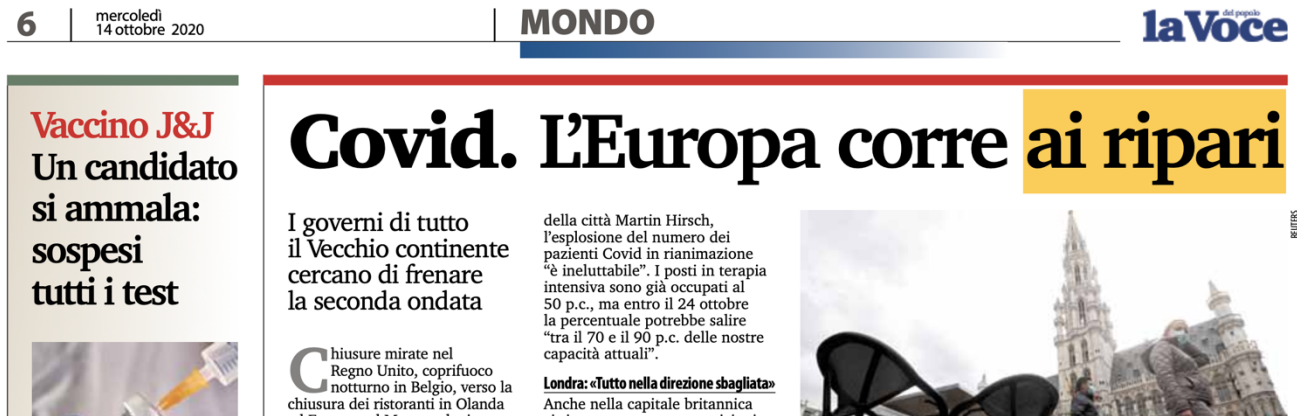 6
mercoledì
14 ottobre 2020
MONDO
la Voce
del popolo
Vaccino J&J
Un candidato
si ammala:
sospesi
tutti i test
Covid. L’Europa corre ai ripari
I governi di tutto
il Vecchio continente
cercano di frenare
la seconda ondata
Chiusure mirate nel
Regno Unito, coprifuoco
notturno in Belgio, verso la
chiusura dei ristoranti in Olanda
della città Martin Hirsch,
l’esplosione del numero dei
pazienti Covid in rianimazione
“è ineluttabile”. I posti in terapia
intensiva sono già occupati al
50 p.c., ma entro il 24 ottobre
la percentuale potrebbe salire
“tra il 70 e il 90 p.c. delle nostre
capacità attuali”.
Londra: «Tutto nella direzione sbagliata»
Anche nella capitale britannica
REUTERS